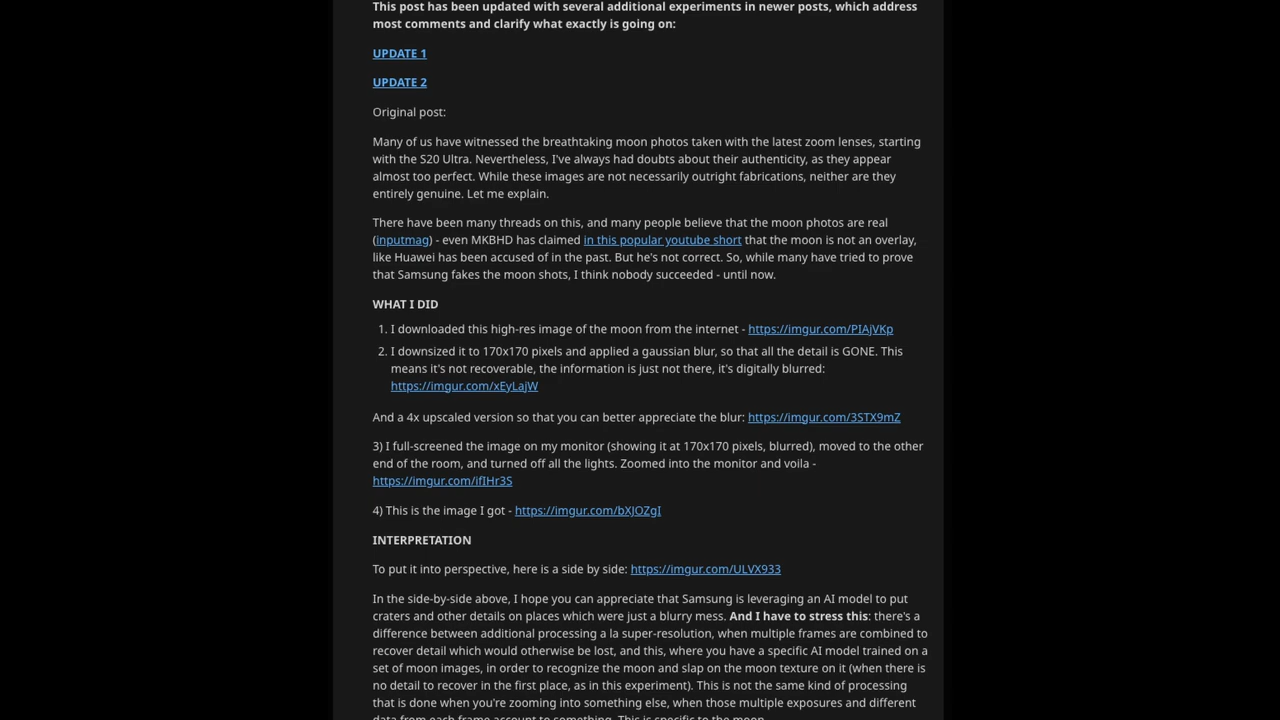 This post has been updated with several additional experiments in newer posts, which address
most comments and clarify what exactly is going on:
UPDATE 1
UPDATE 2
Original post:
Many of us have witnessed the breathtaking moon photos taken with the latest zoom lenses, starting
with the S20 Ultra. Nevertheless, I've always had doubts about their authenticity, as they appear
almost too perfect. While these images are not necessarily outright fabrications, neither are they
entirely genuine. Let me explain.
There have been many threads on this, and many people believe that the moon photos are real
(inputmag) - even MKBHD has claimed in this popular youtube short that the moon is not an overlay,
like Huawei has been accused of in the past. But he's not correct. So, while many have tried to prove
that Samsung fakes the moon shots, I think nobody succeeded - until now.
WHAT I DID
1. I downloaded this high-res image of the moon from the internet - https://imgur.com/PIAjVKp
2. I downsized it to 170x170 pixels and applied a gaussian blur, so that all the detail is GONE. This
means it's not recoverable, the information is just not there, it's digitally blurred:
https://imgur.com/xEyLajW
And a 4x upscaled version so that you can better appreciate the blur: https://imgur.com/3STX9mZ
3) I full-screened the image on my monitor (showing it at 170x170 pixels, blurred), moved to the other
end of the room, and turned off all the lights. Zoomed into the monitor and voila -
https://imgur.com/ifIHr3S
4) This is the image I got - https://imgur.com/bXJOZgI
INTERPRETATION
To put it into perspective, here is a side by side: https://imgur.com/ULVX933
In the side-by-side above, I hope you can appreciate that Samsung is leveraging an AI model to put
craters and other details on places which were just a blurry mess. And I have to stress this: there's a
difference between additional processing a la super-resolution, when multiple frames are combined to
recover detail which would otherwise be lost, and this, where you have a specific AI model trained on a
set of moon images, in order to recognize the moon and slap on the moon texture on it (when there is
no detail to recover in the first place, as in this experiment). This is not the same kind of processing
that is done when you're zooming into something else, when those multiple exposures and different
data from each frame account to something. This is specific to the moon.